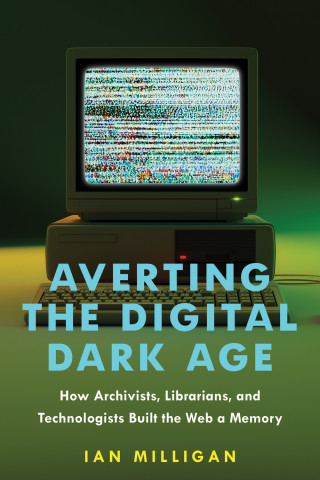 AVERTING
THE DIGITAL
DARK AGE
How Archivists, Librarians, and
Technologists Built the Web a Memory
IAN MILLIGAN